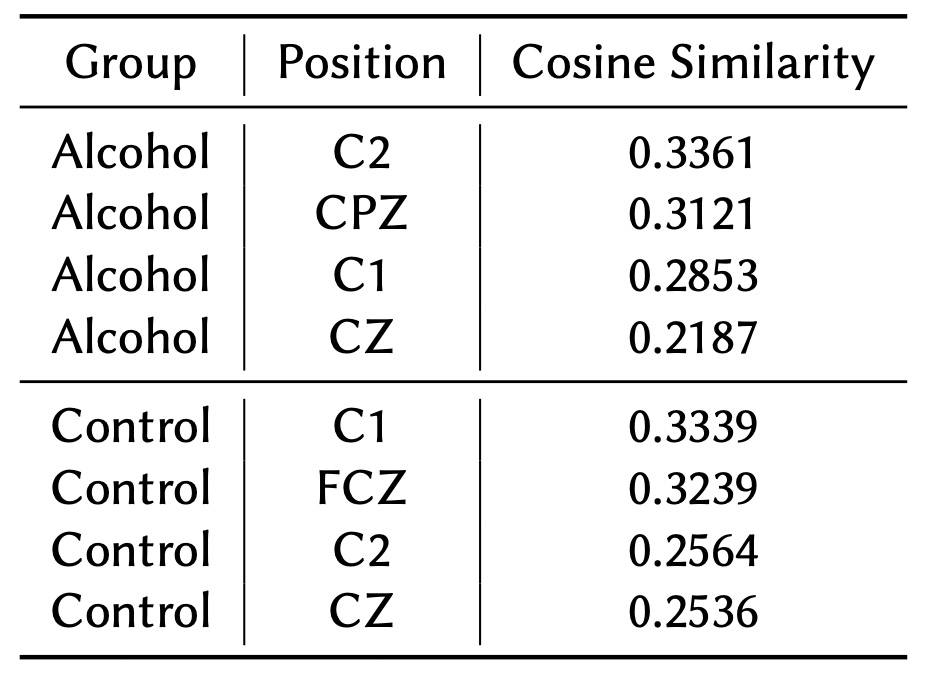 Group Position Cosine Similarity
Alcohol C2 0.3361
Alcohol CPZ 0.3121
Alcohol C1 0.2853
Alcohol CZ 0.2187
Control C1 0.3339
Control FCZ 0.3239
Control C2 0.2564
Control CZ 0.2536